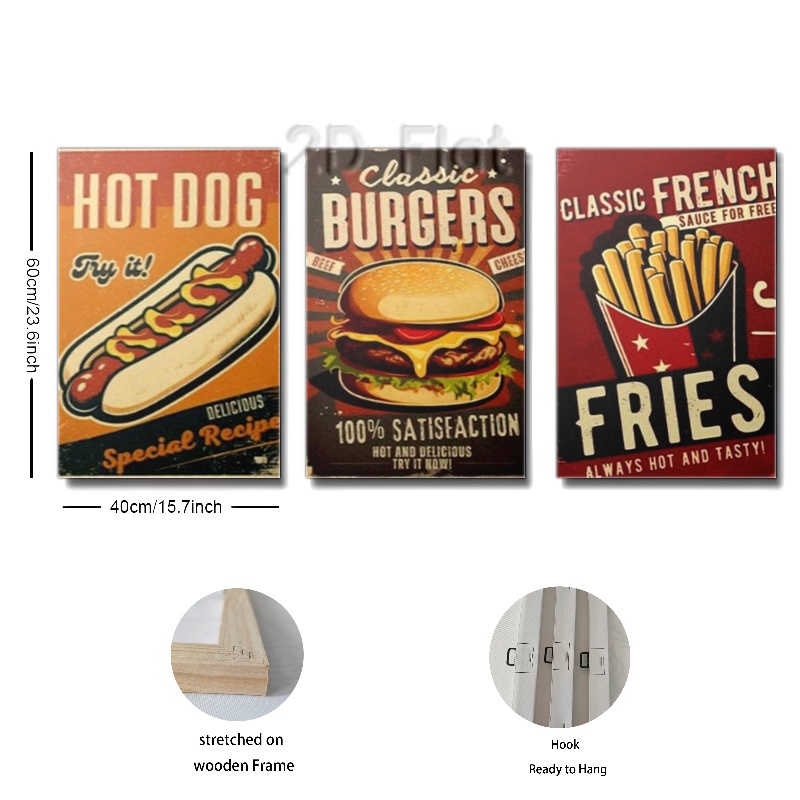 2D Flat
HOT DOG
Try it!
DELICIOUS
Special Recipe
Classic
BURGERS
BEEF
CHEES
100% SATISFACTION
HOT AND DELICIOUS
TRY IT NOW!
CLASSIC FRENCH
SAUCE FOR FREE
FRIES
ALWAYS HOT AND TASTY!
60cm/23.6inch
40cm/15.7inch
stretched on
wooden Frame
Hook
Ready to Hang